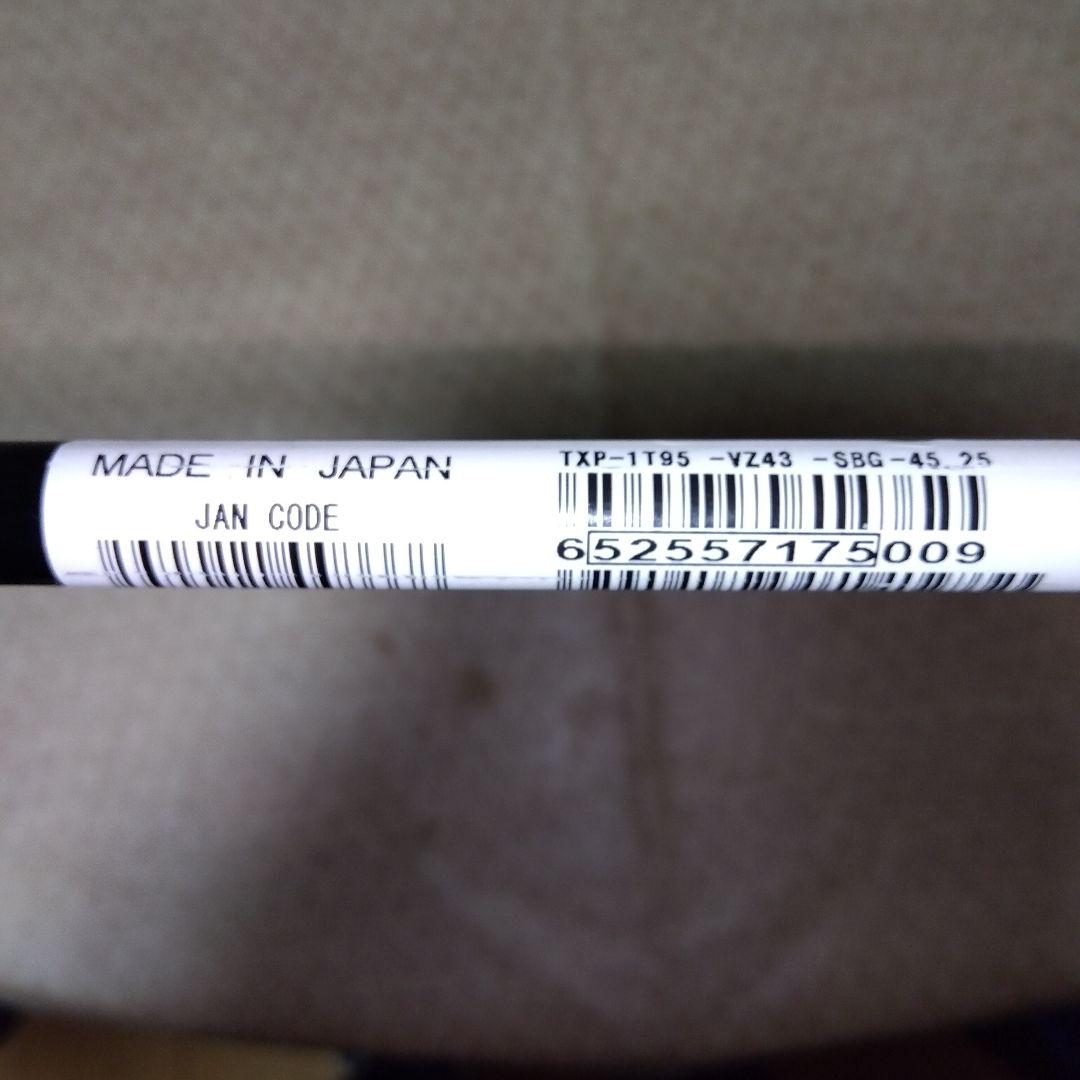 MADE IN JAPAN
JAN CODE
TXP-1T95 -VZ43 -SBG-45.25
652557175009